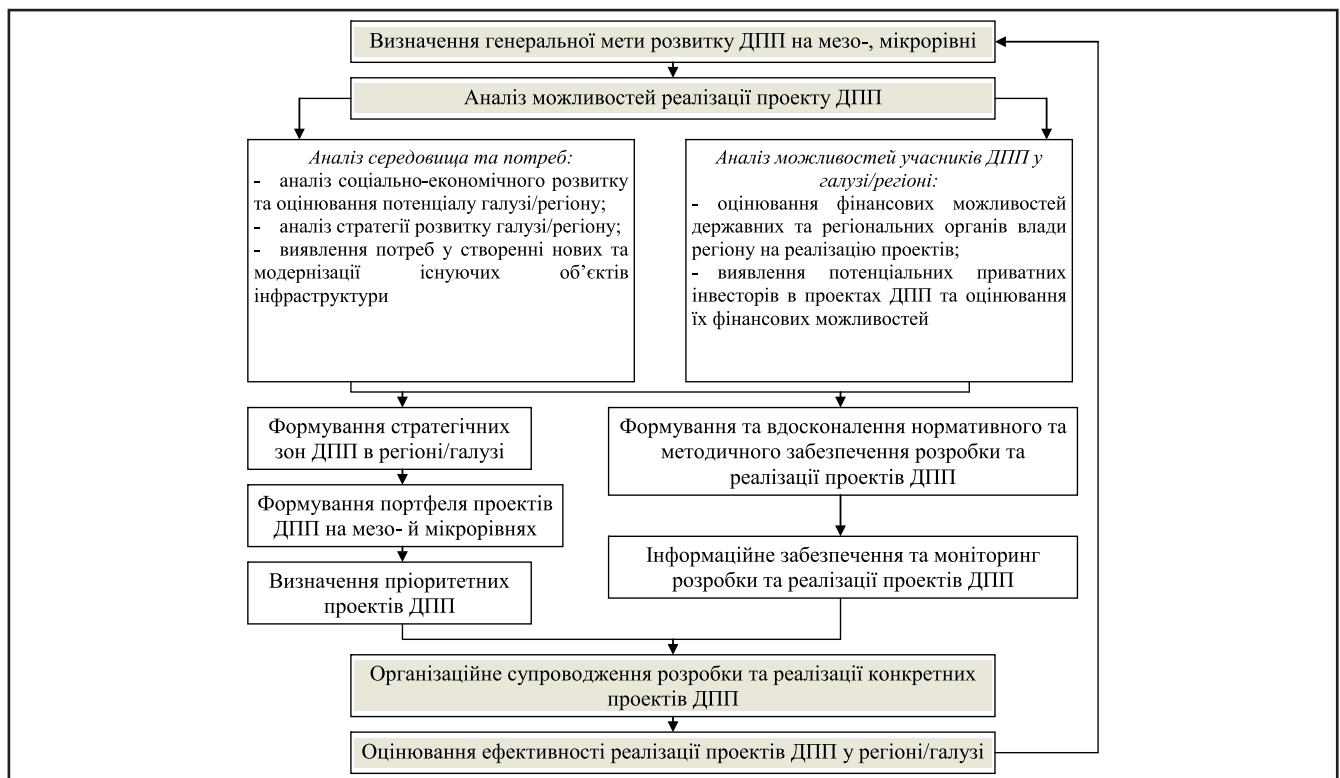 Визначення генеральної мети розвитку ДПП на мезо-, мікрорівні
Аналіз можливостей реалізації проекту ДПП
Аналіз середовища та потреб:
- аналіз соціально-економічного розвитку
та оцінювання потенціалу галузі/регіону;
- аналіз стратегії розвитку галузі/регіону;
- виявлення потреб у створенні нових та
модернізації існуючих об’єктів
інфраструктури
Аналіз можливостей учасників ДПП у
галузі/регіоні:
- оцінювання фінансових можливостей
державних та регіональних органів влади
регіону на реалізацію проектів;
- виявлення потенціальних приватних
інвесторів в проектах ДПП та оцінювання
їх фінансових можливостей
Формування стратегічних
зон ДПП в регіоні/галузі
Формування портфеля проектів
ДПП на мезо- й мікрорівнях
Визначення пріоритетних
проектів ДПП
Формування та вдосконалення нормативного та
методичного забезпечення розробки та
реалізації проектів ДПП
Інформаційне забезпечення та моніторинг
розробки та реалізації проектів ДПП
Організаційне супроводження розробки та реалізації конкретних
проектів ДПП
Оцінювання ефективності реалізації проектів ДПП у регіоні/галузі